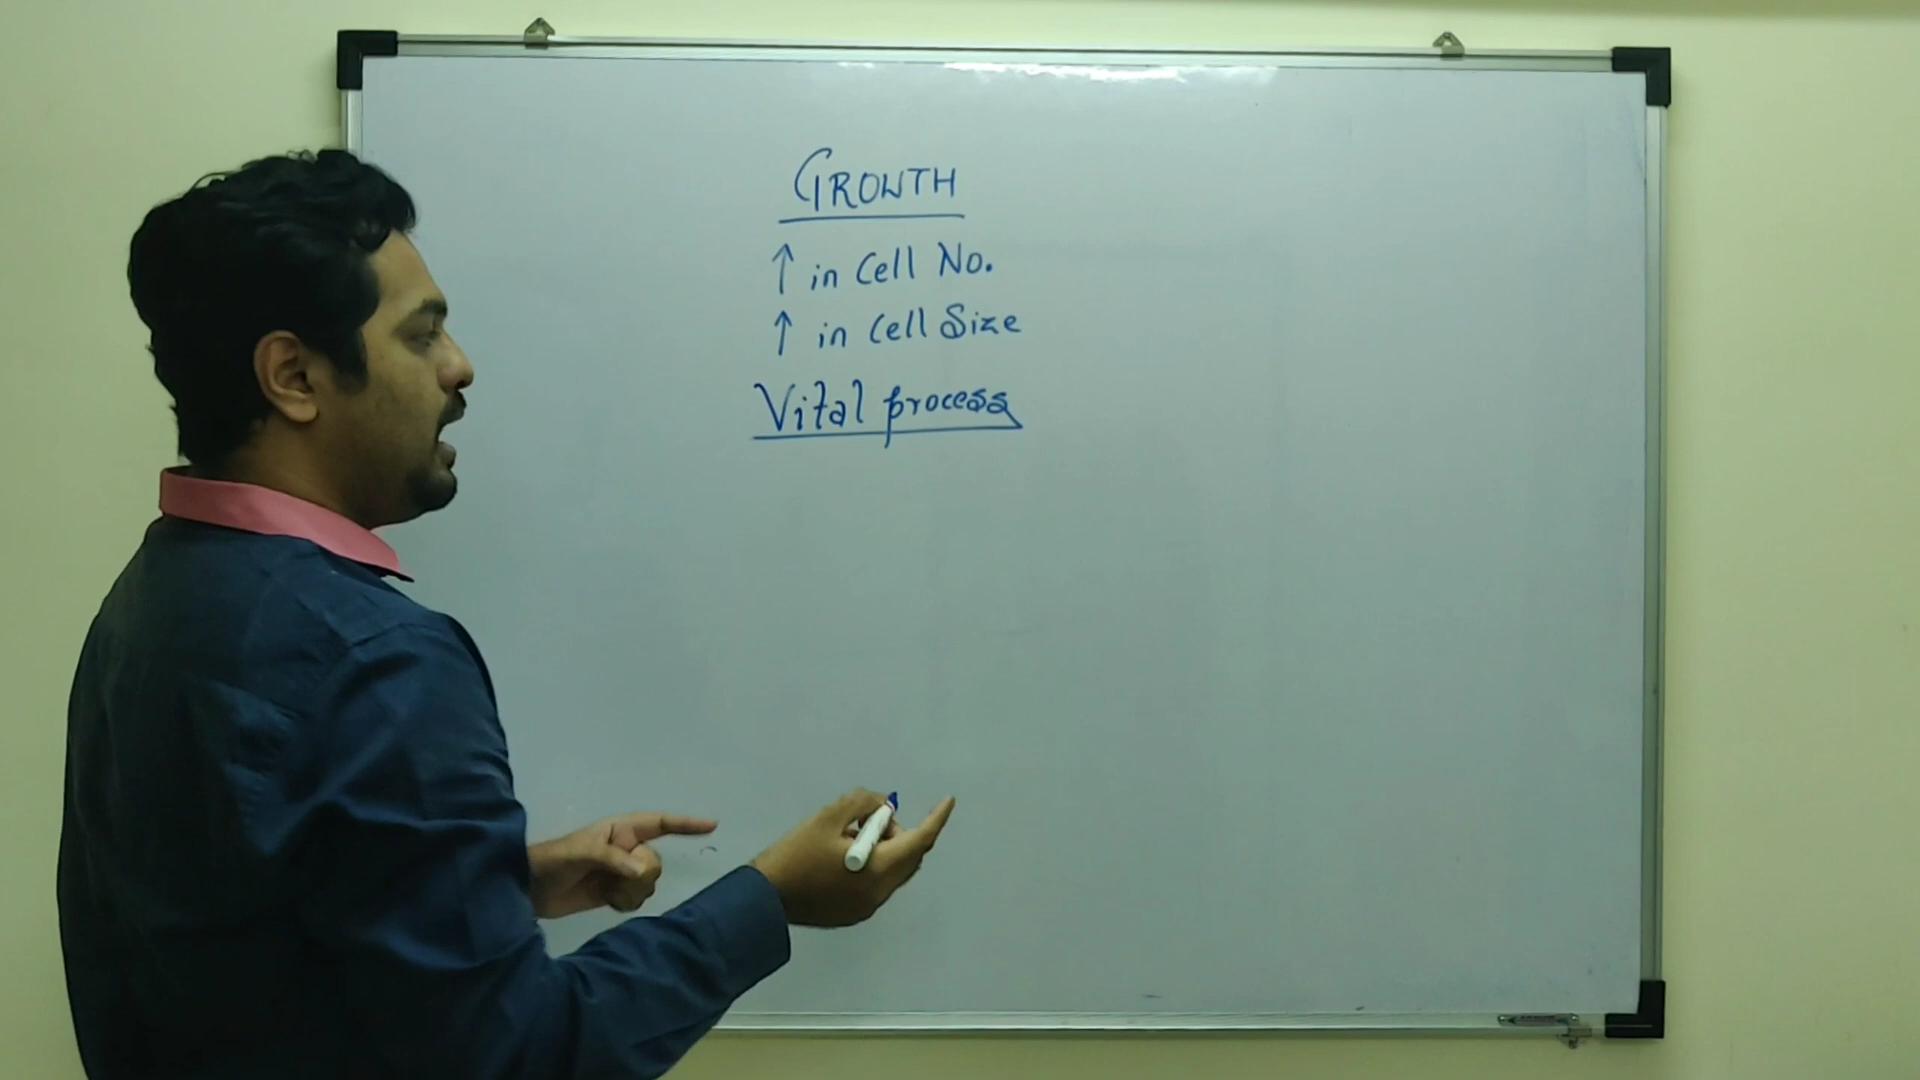 GROWTH
↑ in Cell No.
↑ in Cell Size
Vital process